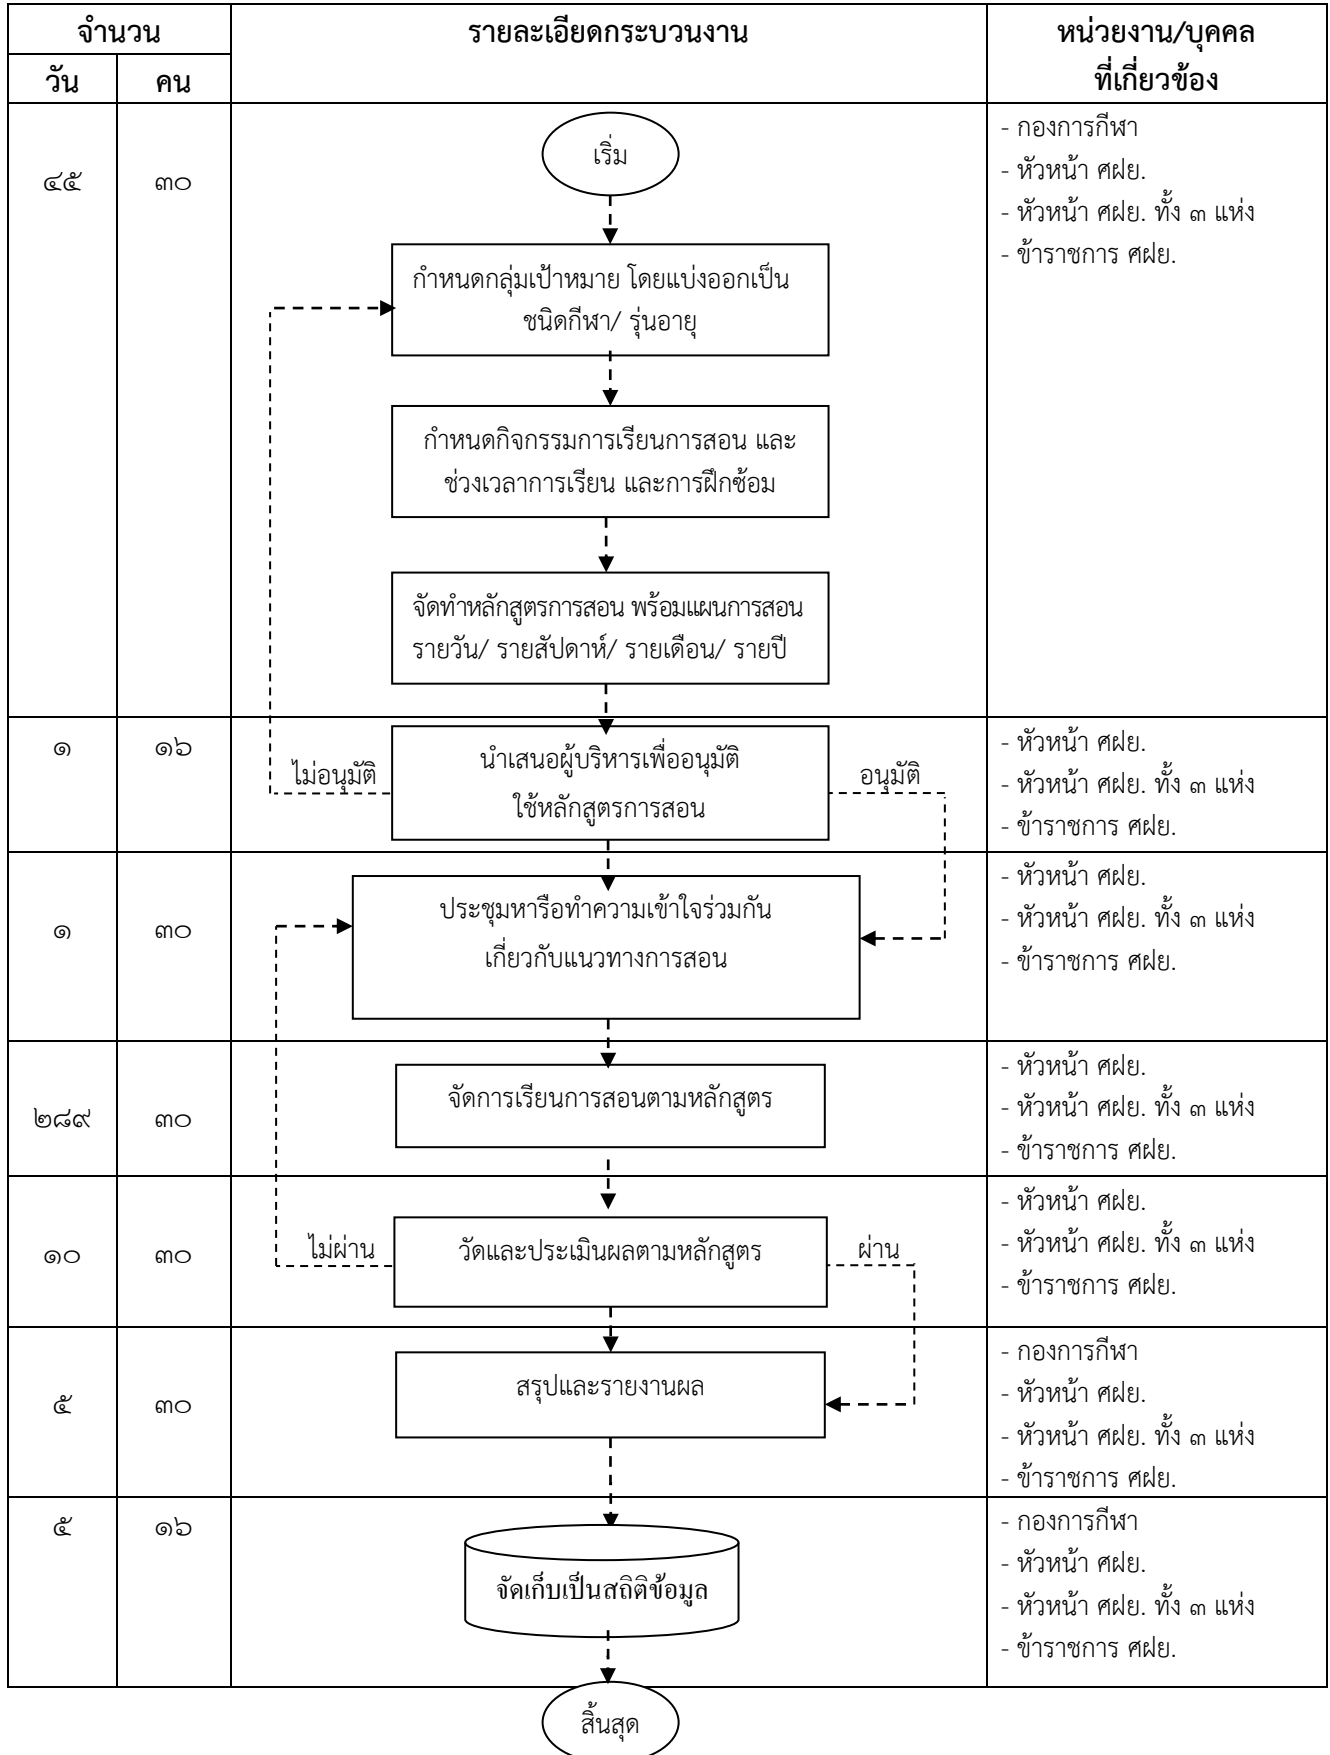 จำนวน
รายละเอียดกระบวนงาน
หน่วยงาน/บุคคล
ที่เกี่ยวข้อง
วัน
คน
๔๕
๓๐
เริ่ม
กำหนดกลุ่มเป้าหมาย โดยแบ่งออกเป็น
ชนิดกีฬา/ รุ่นอายุ
กำหนดกิจกรรมการเรียนการสอน และ
ช่วงเวลาการเรียน และการฝึกซ้อม
จัดทำหลักสูตรการสอน พร้อมแผนการสอน
รายวัน/ รายสัปดาห์/ รายเดือน/ รายปี
- กองการกีฬา
- หัวหน้า ศฝย.
- หัวหน้า ศฝย. ทั้ง ๓ แห่ง
- ข้าราชการ ศฝย.
๑
๑๖
ไม่อนุมัติ
นำเสนอผู้บริหารเพื่ออนุมัติ
ใช้หลักสูตรการสอน
อนุมัติ
- หัวหน้า ศฝย.
- หัวหน้า ศฝย. ทั้ง ๓ แห่ง
- ข้าราชการ ศฝย.
๑
๓๐
ประชุมหารือทำความเข้าใจร่วมกัน
เกี่ยวกับแนวทางการสอน
- หัวหน้า ศฝย.
- หัวหน้า ศฝย. ทั้ง ๓ แห่ง
- ข้าราชการ ศฝย.
๒๘๙
๓๐
จัดการเรียนการสอนตามหลักสูตร
- หัวหน้า ศฝย.
- หัวหน้า ศฝย. ทั้ง ๓ แห่ง
- ข้าราชการ ศฝย.
๑๐
๓๐
ไม่ผ่าน
วัดและประเมินผลตามหลักสูตร
ผ่าน
- หัวหน้า ศฝย.
- หัวหน้า ศฝย. ทั้ง ๓ แห่ง
- ข้าราชการ ศฝย.
๕
๓๐
สรุปและรายงานผล
- กองการกีฬา
- หัวหน้า ศฝย.
- หัวหน้า ศฝย. ทั้ง ๓ แห่ง
- ข้าราชการ ศฝย.
๕
๑๖
จัดเก็บเป็นสถิติข้อมูล
- กองการกีฬา
- หัวหน้า ศฝย.
- หัวหน้า ศฝย. ทั้ง ๓ แห่ง
- ข้าราชการ ศฝย.
สิ้นสุด